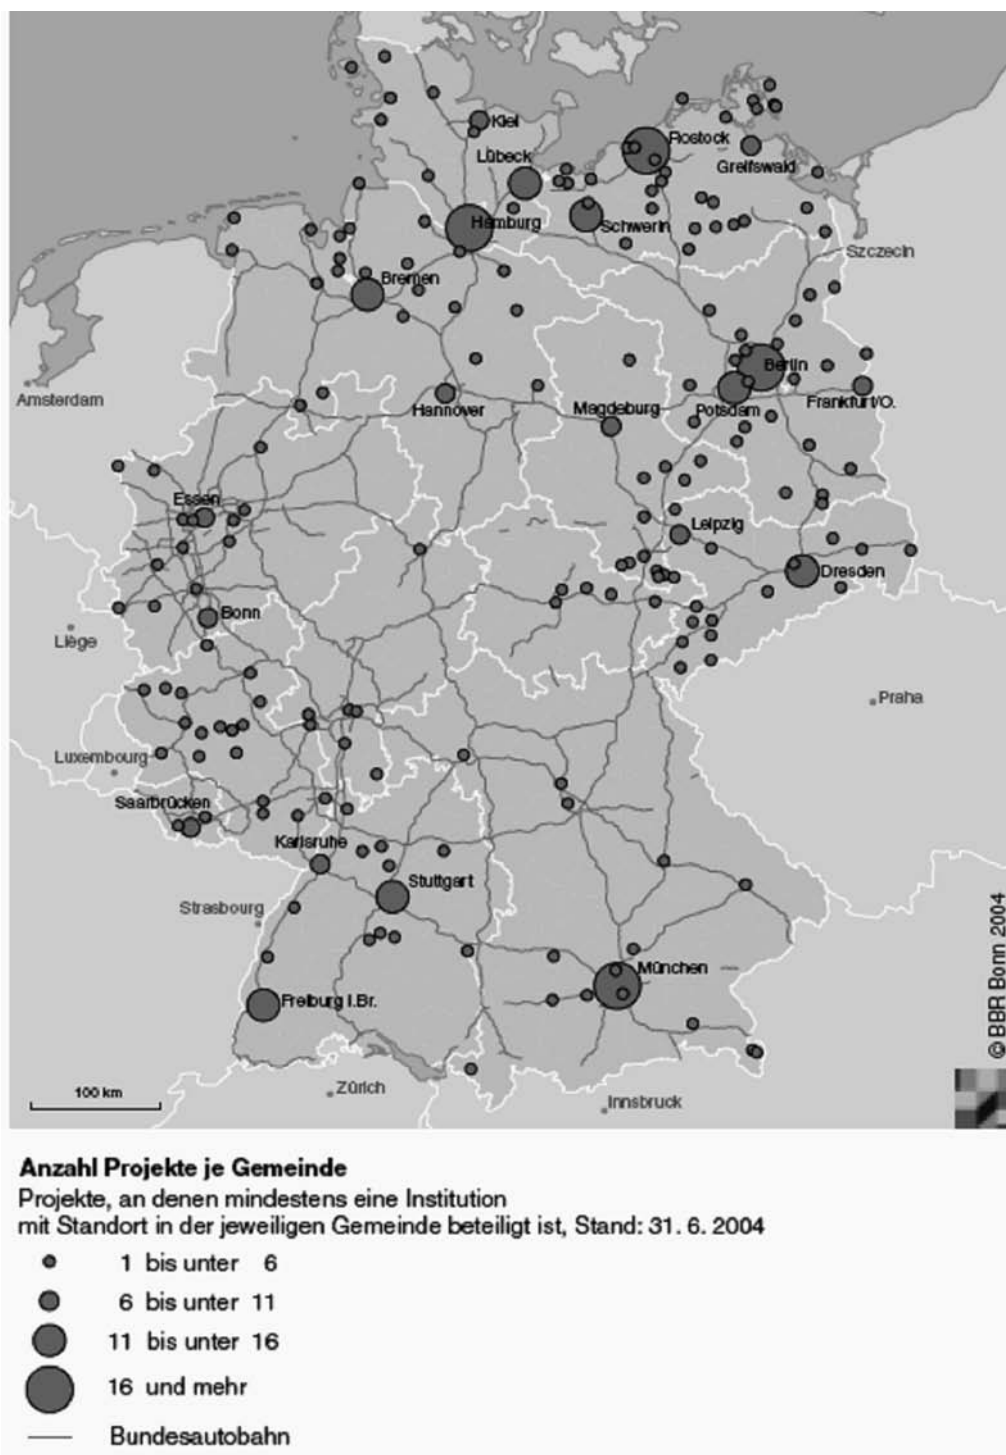 Kiel
Rostock
Lübeck
Greifswald
Hamburg
Schwerin
Szczecin
Bremen
Berlin
Amsterdam
Hannover
Magdeburg
Potsdam
Frankfurt/O.
Essen
Leipzig
Dresden
Bonn
Liège
Praha
Luxembourg
Saarbrücken
Karlsruhe
Stuttgart
Strasbourg
München
Freiburg i.Br.
© BBR Bonn 2004
100 km
Zürich
Innsbruck
Anzahl Projekte je Gemeinde
Projekte, an denen mindestens eine Institution
mit Standort in der jeweiligen Gemeinde beteiligt ist, Stand: 31. 6. 2004
1 bis unter 6
6 bis unter 11
11 bis unter 16
16 und mehr
Bundesautobahn